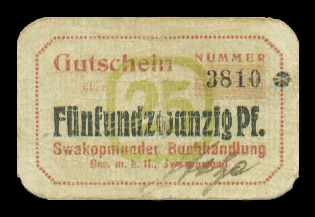 Gutschein NUMMER
über 3810
25
Fünfundzwanzig Pf.
Swakopmunder Buchhandlung
Ges. m. b. H., Swakopmund.